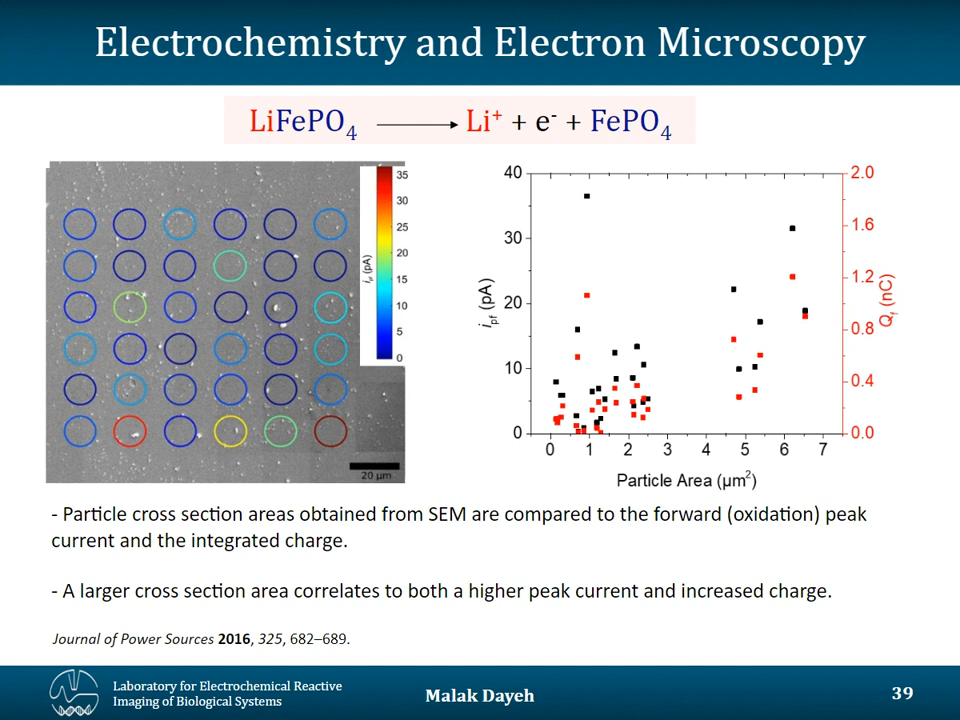 Electrochemistry and Electron Microscopy
LiFePO4 ⟶ Li+ + e- + FePO4
35
30
25
20
15
10
5
0
ipf (pA)
20 μm
40
30
20
10
0
ipf (pA)
2.0
1.6
1.2
0.8
0.4
0.0
Qf (nC)
0 1 2 3 4 5 6 7
Particle Area (μm2)
- Particle cross section areas obtained from SEM are compared to the forward (oxidation) peak
current and the integrated charge.
- A larger cross section area correlates to both a higher peak current and increased charge.
Journal of Power Sources 2016, 325, 682–689.
Laboratory for Electrochemical Reactive
Imaging of Biological Systems
Malak Dayeh
39